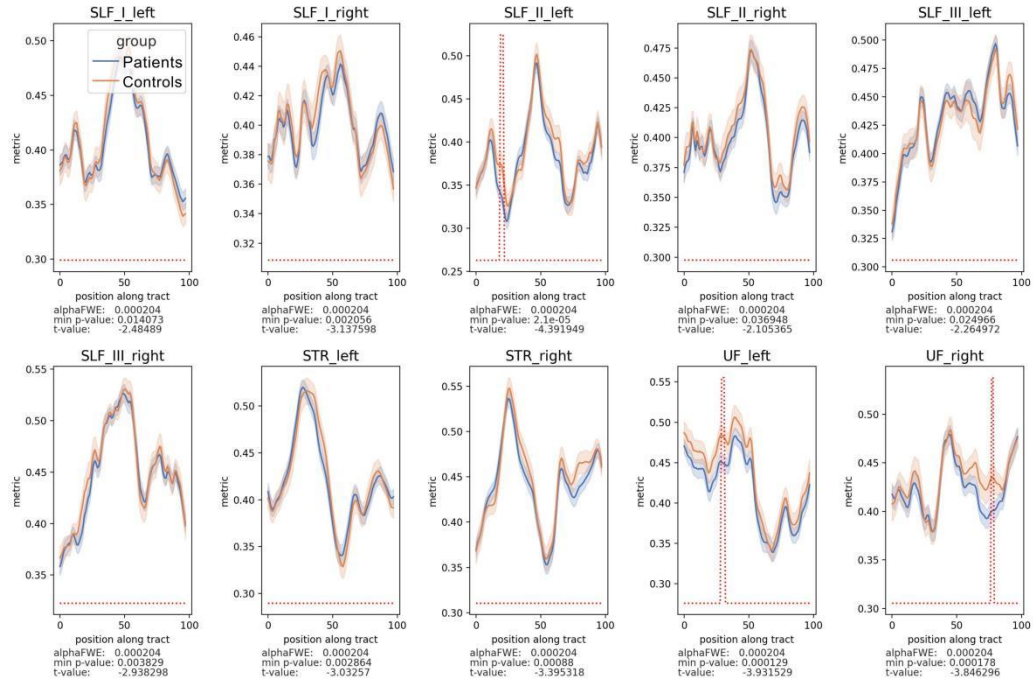 SLF_I_left SLF_I_right SLF_II_left SLF_II_right SLF_III_left
group
Patients
Controls
metric metric metric metric metric
0.50 0.45 0.40 0.35 0.30
0.46 0.44 0.42 0.40 0.38 0.36 0.34 0.32
0.50 0.45 0.40 0.35 0.30 0.25
0.475 0.450 0.425 0.400 0.375 0.350 0.325 0.300
0.500 0.475 0.450 0.425 0.400 0.375 0.350 0.325 0.300
0 50 100 0 50 100 0 50 100 0 50 100 0 50 100
position along tract position along tract position along tract position along tract position along tract
alphaFWE: 0.000204 alphaFWE: 0.000204 alphaFWE: 0.000204 alphaFWE: 0.000204 alphaFWE: 0.000204
min p-value: 0.014073 min p-value: 0.002056 min p-value: 2.1e-05 min p-value: 0.036948 min p-value: 0.024966
t-value: -2.48489 t-value: -3.137598 t-value: -4.391949 t-value: -2.105365 t-value: -2.264972
SLF_III_right STR_left STR_right UF_left UF_right
metric metric metric metric metric
0.55 0.50 0.45 0.40 0.35
0.50 0.45 0.40 0.35 0.30
0.55 0.50 0.45 0.40 0.35 0.30
0.55 0.50 0.45 0.40 0.35 0.30
0.50 0.45 0.40 0.35 0.30
0 50 100 0 50 100 0 50 100 0 50 100 0 50 100
position along tract position along tract position along tract position along tract position along tract
alphaFWE: 0.000204 alphaFWE: 0.000204 alphaFWE: 0.000204 alphaFWE: 0.000204 alphaFWE: 0.000204
min p-value: 0.003829 min p-value: 0.002864 min p-value: 0.00088 min p-value: 0.000129 min p-value: 0.000178
t-value: -2.938298 t-value: -3.03257 t-value: -3.395318 t-value: -3.931529 t-value: -3.846296